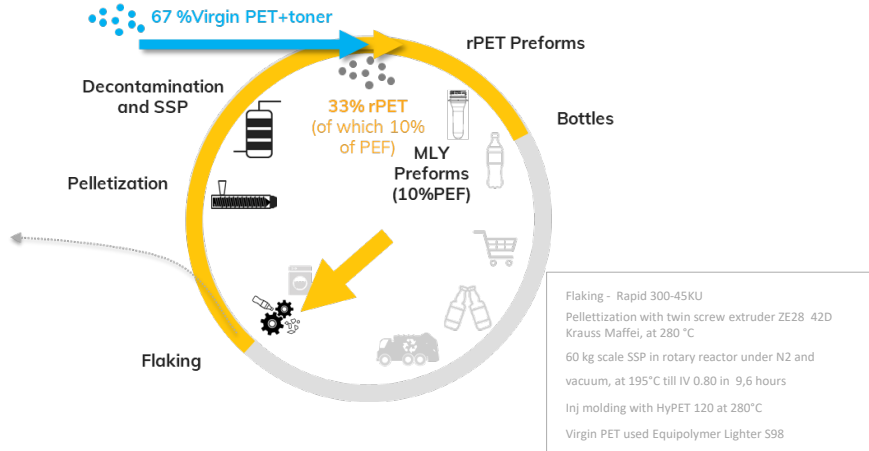 67 %Virgin PET+toner
rPET Preforms
Decontamination
and SSP
33% rPET
(of which 10%
of PEF)
Bottles
MLY
Preforms
(10%PEF)
Pelletization
Flaking
Flaking - Rapid 300-45KU
Pellettization with twin screw extruder ZE28 42D
Krauss Maffei, at 280 °C
60 kg scale SSP in rotary reactor under N2 and
vacuum, at 195°C till IV 0.80 in 9,6 hours
Inj molding with HyPET 120 at 280°C
Virgin PET used Equipolymer Lighter S98